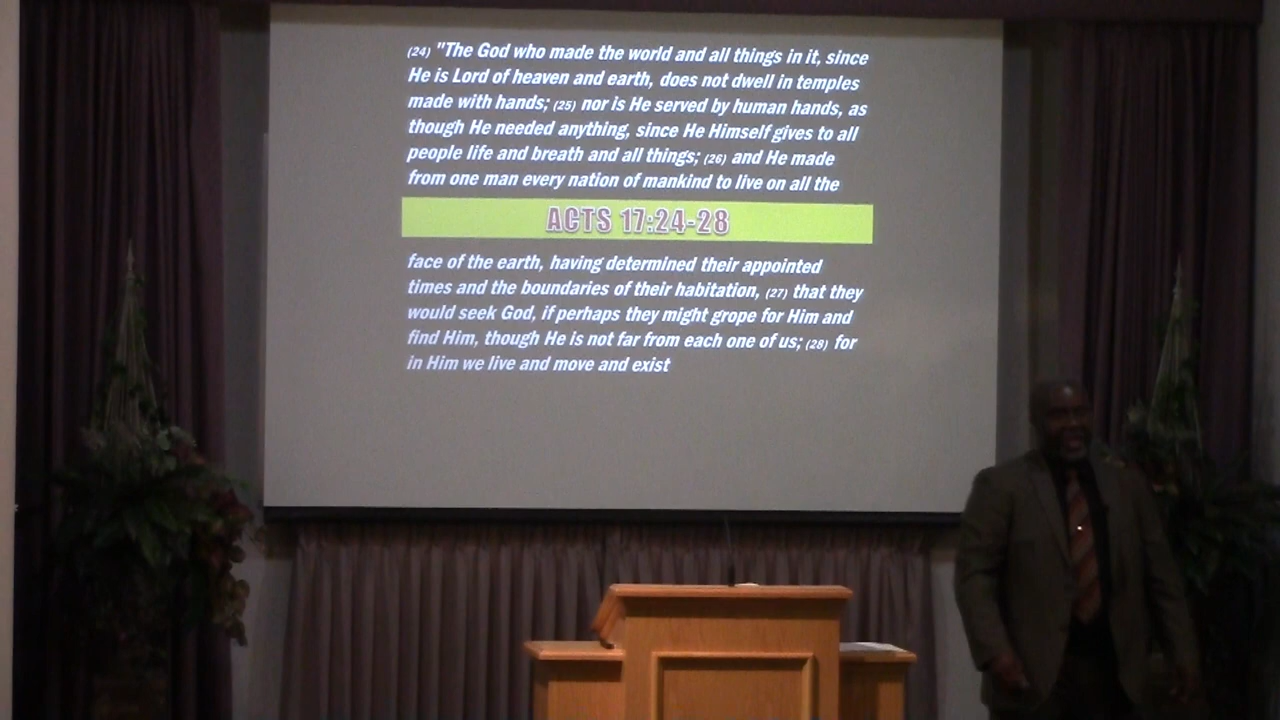 (24) "The God who made the world and all things in it, since
He is Lord of heaven and earth, does not dwell in temples
made with hands; (25) nor is He served by human hands, as
though He needed anything, since He Himself gives to all
people life and breath and all things; (26) and He made
from one man every nation of mankind to live on all the
ACTS 17:24-28
face of the earth, having determined their appointed
times and the boundaries of their habitation, (27) that they
would seek God, if perhaps they might grope for Him and
find Him, though He is not far from each one of us; (28) for
in Him we live and move and exist